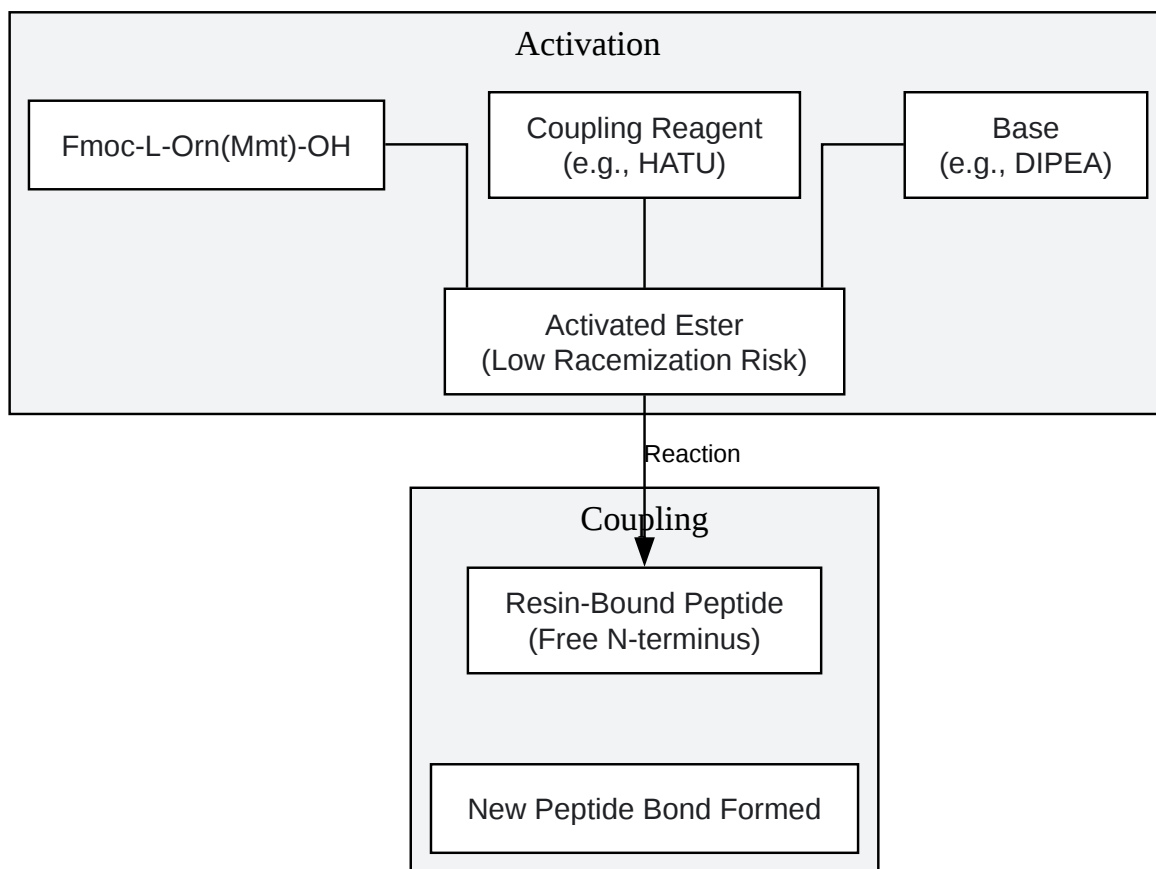 Activation
Fmoc-L-Orn(Mmt)-OH
Coupling Reagent
(e.g., HATU)
Base
(e.g., DIPEA)
Activated Ester
(Low Racemization Risk)
Reaction
Coupling
Resin-Bound Peptide
(Free N-terminus)
New Peptide Bond Formed